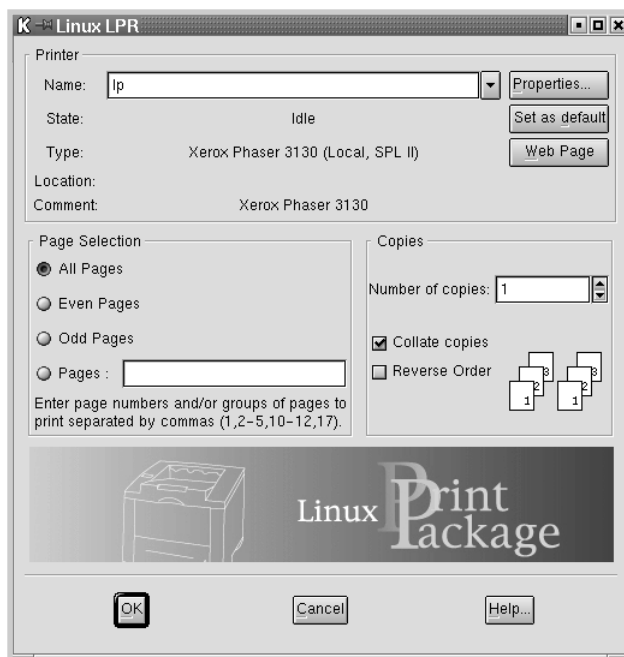 Linux LPR
Printer
Name: lp Properties...
State: Idle Set as default
Type: Xerox Phaser 3130 (Local, SPL II) Web Page
Location:
Comment: Xerox Phaser 3130
Page Selection
All Pages
Even Pages
Odd Pages
Pages :
Enter page numbers and/or groups of pages to
print separated by commas (1,2-5,10-12,17).
Copies
Number of copies: 1
Collate copies
Reverse Order
1 2 3 1 2 3
Linux Print
Package
OK Cancel Help...